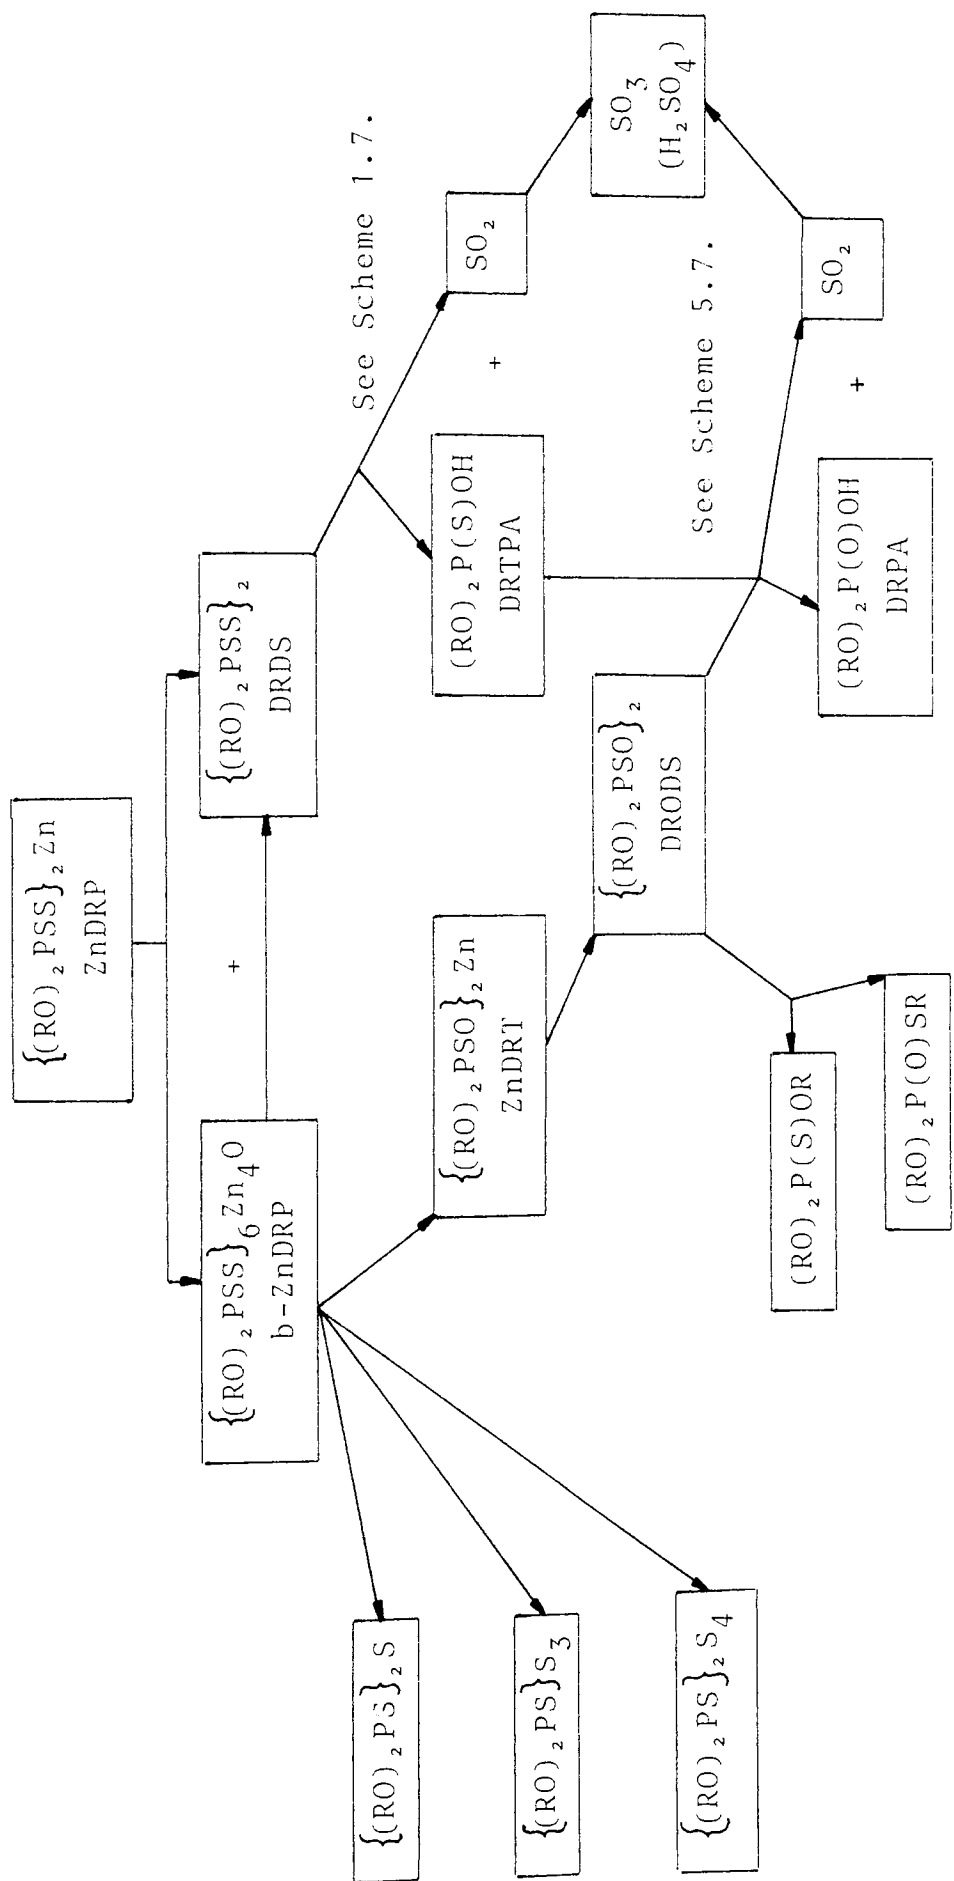 {(RO)₂PSS}₂Zn
ZnDRP
{(RO)₂PSS}₆Zn₄O
b-ZnDRP
+
{(RO)₂PSS}₂
DRDS
See Scheme 1.7.
{(RO)₂PS}₂S
{(RO)₂PSO}₂Zn
ZnDRT
(RO)₂P(S)OH
DRTPA
+
SO₂
{(RO)₂PS}S₃
{(RO)₂PSO}₂
DRODS
See Scheme 5.7.
SO₃
(H₂SO₄)
{(RO)₂PS}₂S₄
(RO)₂P(S)OR
(RO)₂P(O)SR
(RO)₂P(O)OH
DRPA
+
SO₂